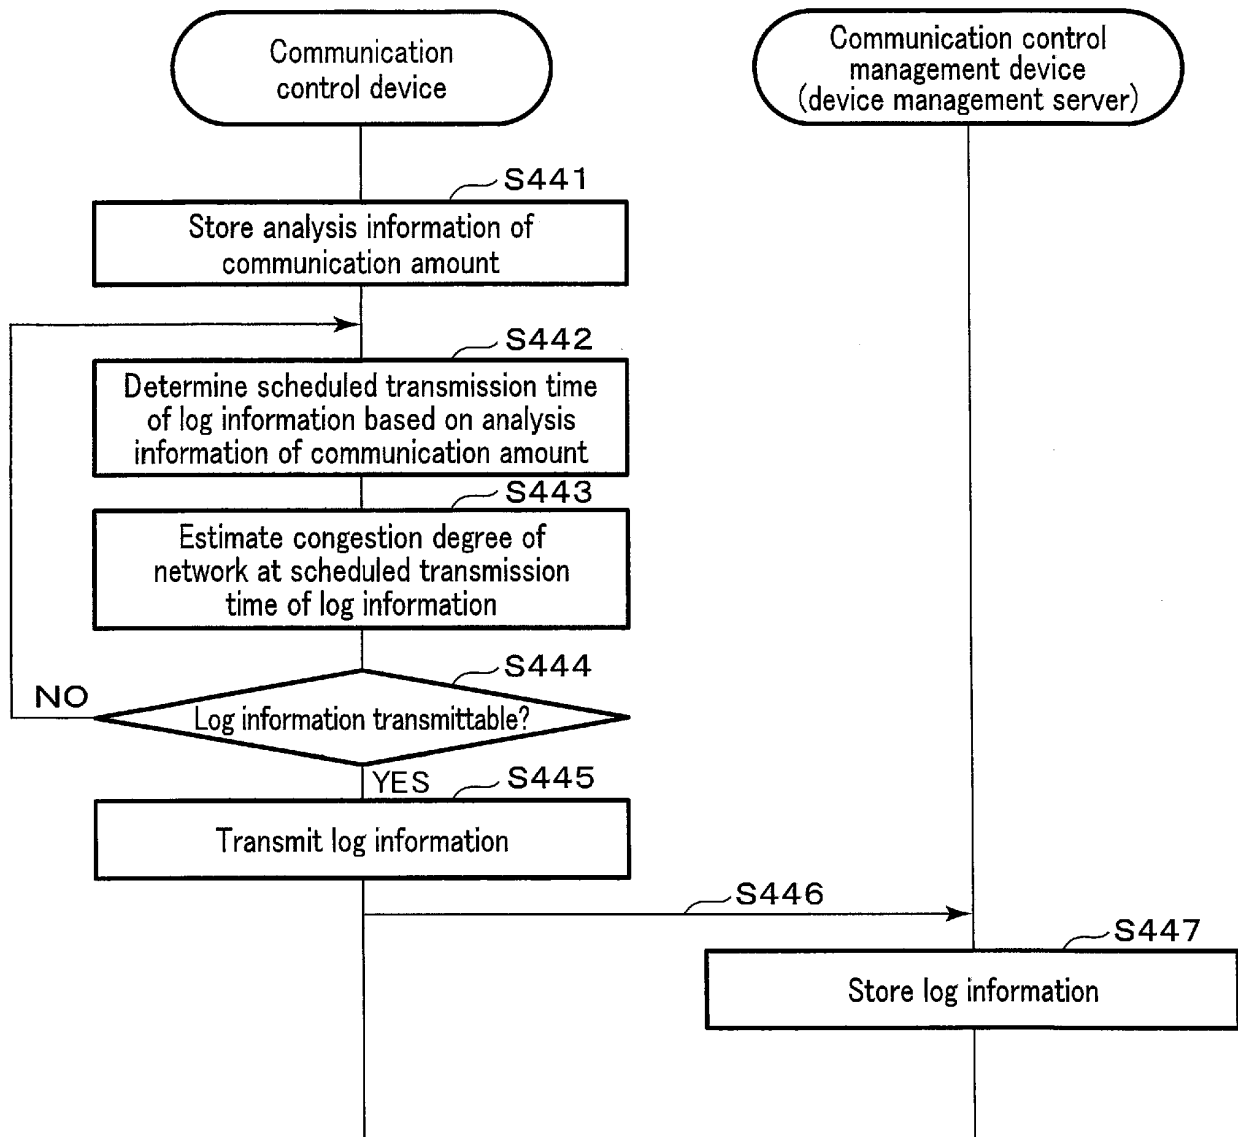 Communication
control device
Communication control
management device
(device management server)
S441
Store analysis information of
communication amount
S442
Determine scheduled transmission time
of log information based on analysis
information of communication amount
S443
Estimate congestion degree of
network at scheduled transmission
time of log information
S444
NO
Log information transmittable?
YES
S445
Transmit log information
S446
S447
Store log information